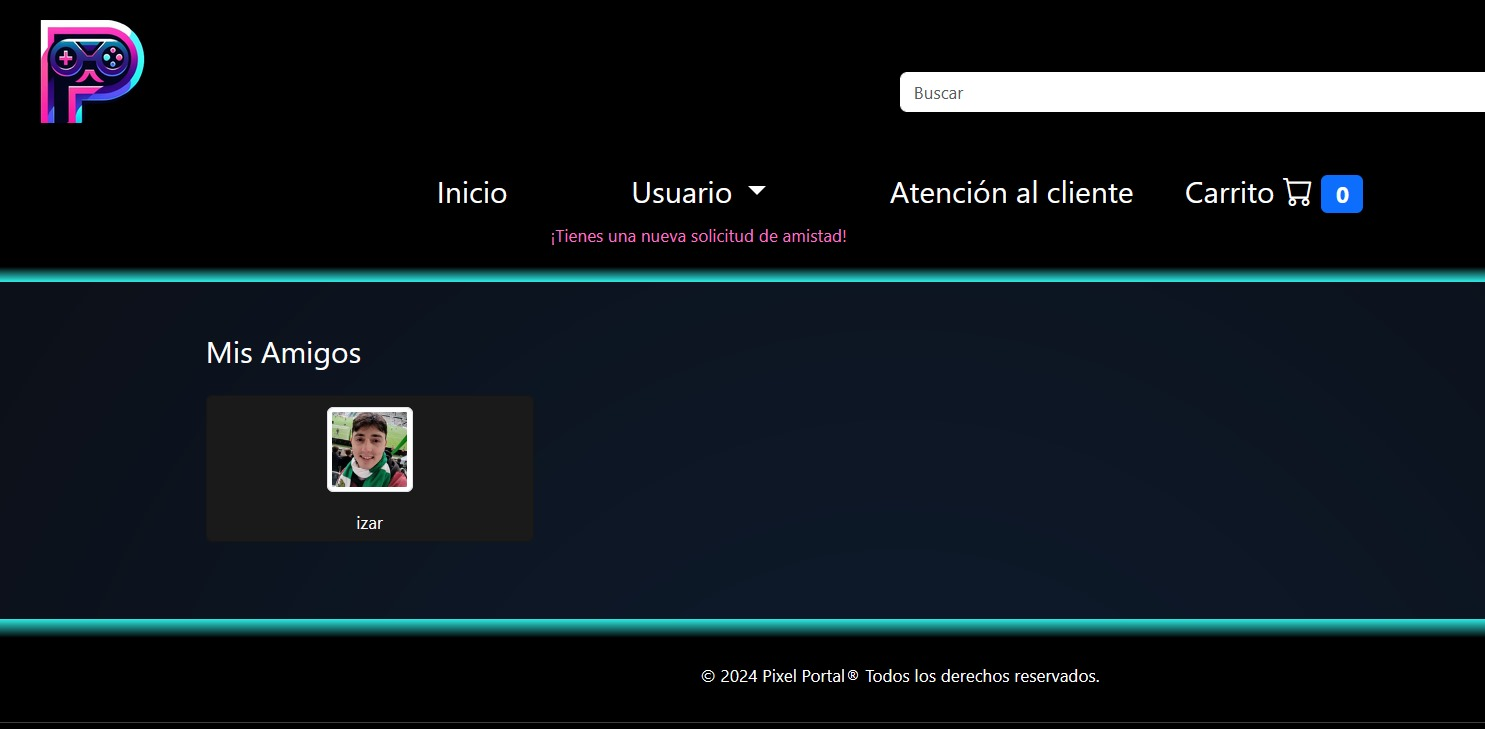 P
Buscar
Inicio Usuario Atención al cliente Carrito 0
¡Tienes una nueva solicitud de amistad!
Mis Amigos
izar
© 2024 Pixel Portal® Todos los derechos reservados.